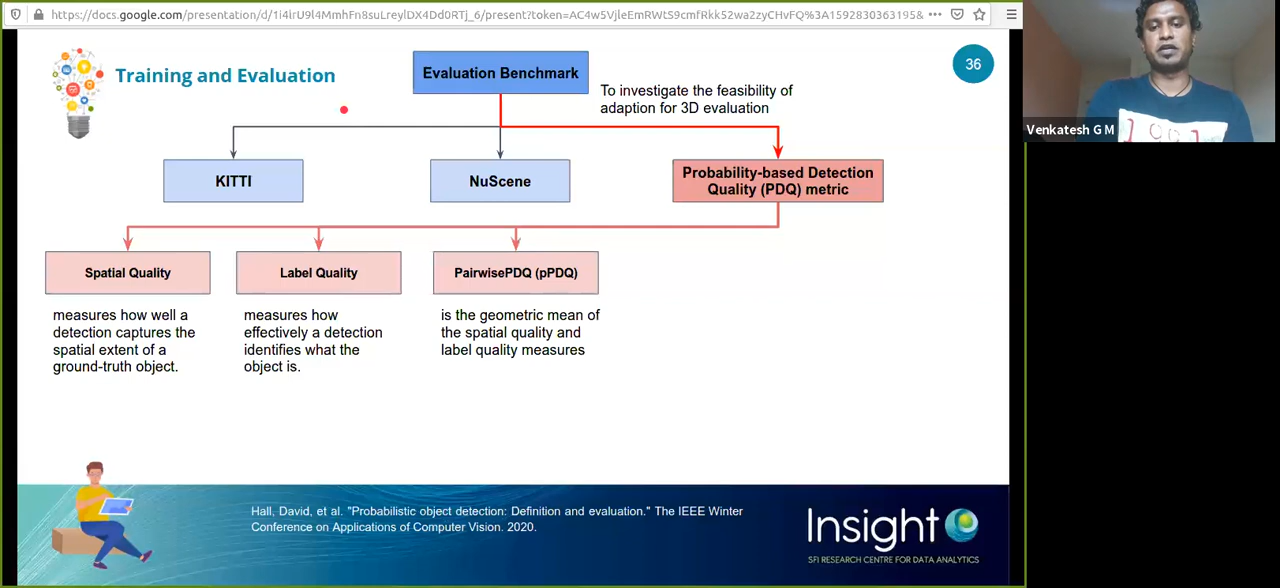 https://docs.google.com/presentation/d/1i4lrU9l4MmhFn8suLreylDX4Dd0RTj_6/present?token=AC4w5VjleEmRWtS9cmfRkk52wa2zyCHvFQ%3A1592830363195&
Training and Evaluation
Evaluation Benchmark
36
To investigate the feasibility of
adaption for 3D evaluation
Venkatesh G M
KITTI
NuScene
Probability-based Detection
Quality (PDQ) metric
Spatial Quality
Label Quality
PairwisePDQ (pPDQ)
measures how well a
detection captures the
spatial extent of a
ground-truth object.
measures how
effectively a detection
identifies what the
object is.
is the geometric mean of
the spatial quality and
label quality measures
Hall, David, et al. "Probabilistic object detection: Definition and evaluation." The IEEE Winter
Conference on Applications of Computer Vision. 2020.
Insight
SFI RESEARCH CENTRE FOR DATA ANALYTICS